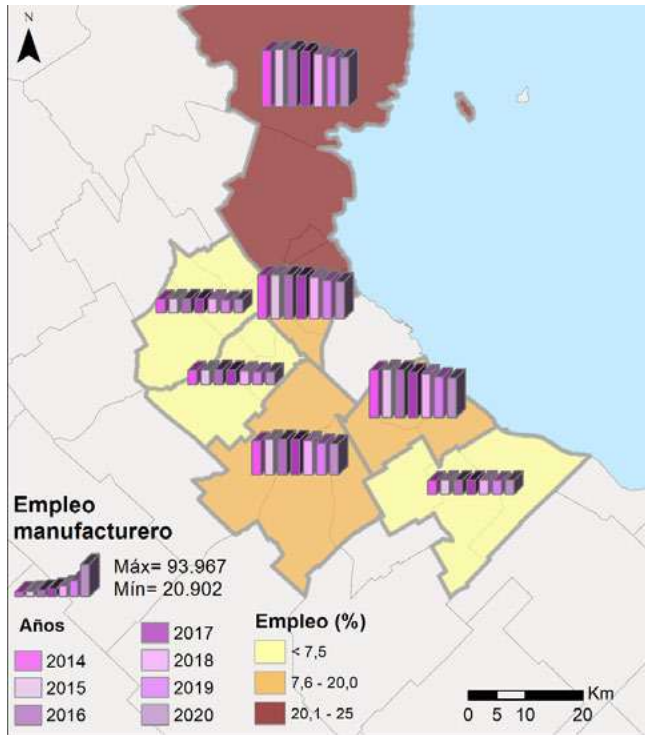 N
Empleo
manufacturero
Máx= 93.967
Mín= 20.902
Años
2014
2015
2016
2017
2018
2019
2020
Empleo (%)
< 7,5
7,6 - 20,0
20,1 - 25
Km
0 5 10 20